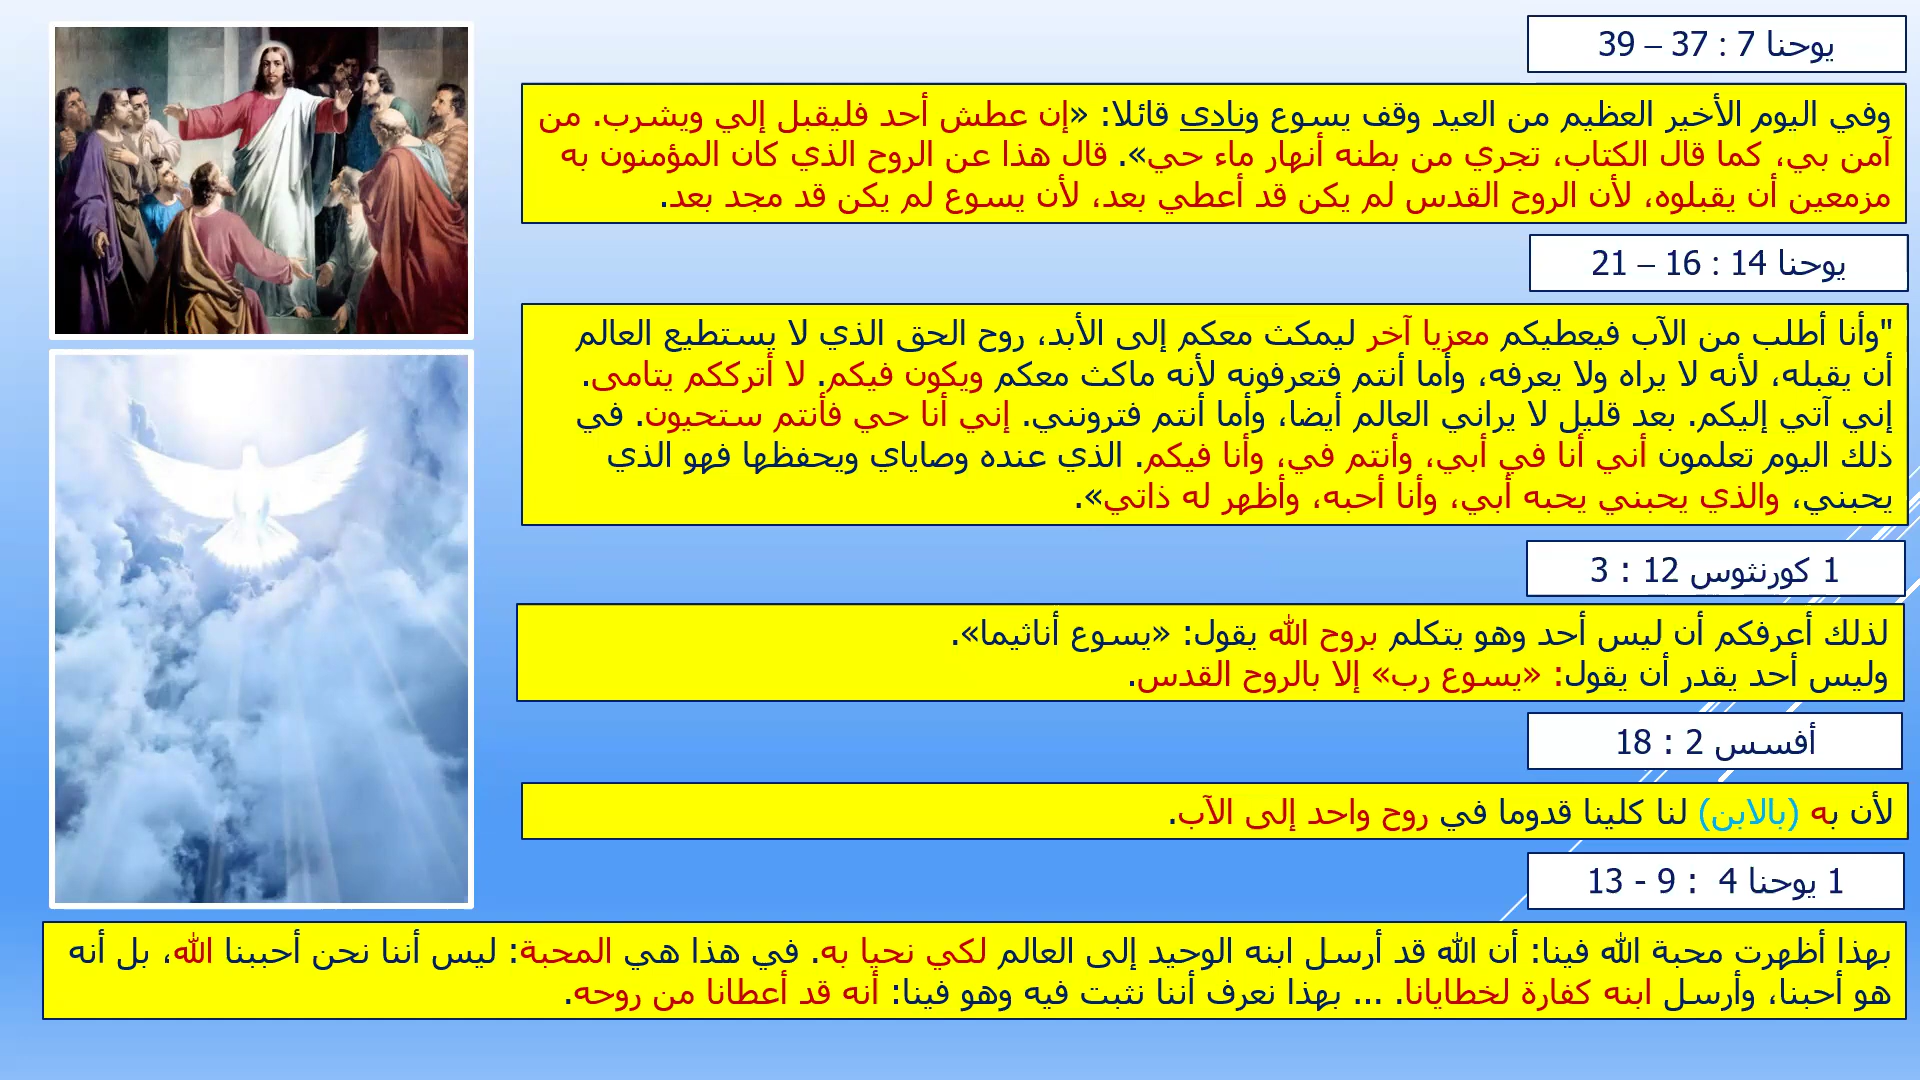 يوحنا 7 : 37 – 39
وفي اليوم الأخير العظيم من العيد وقف يسوع ونادى قائلا: «إن عطش أحد فليقبل إلي ويشرب. من
آمن بي، كما قال الكتاب، تجري من بطنه أنهار ماء حي». قال هذا عن الروح الذي كان المؤمنون به
مزمعين أن يقبلوه، لأن الروح القدس لم يكن قد أعطي بعد، لأن يسوع لم يكن قد مجد بعد.
يوحنا 14 : 16 – 21
"وأنا أطلب من الآب فيعطيكم معزيا آخر ليمكث معكم إلى الأبد، روح الحق الذي لا يستطيع العالم
أن يقبله، لأنه لا يراه ولا يعرفه، وأما أنتم فتعرفونه لأنه ماكث معكم ويكون فيكم. لا أترككم يتامى.
إني آتي إليكم. بعد قليل لا يراني العالم أيضا، وأما أنتم فترونني. إني أنا حي فأنتم ستحيون. في
ذلك اليوم تعلمون أني أنا في أبي، وأنتم في، وأنا فيكم. الذي عنده وصاياي ويحفظها فهو الذي
يحبني، والذي يحبني يحبه أبي، وأنا أحبه، وأظهر له ذاتي».
1 كورنثوس 12 : 3
لذلك أعرفكم أن ليس أحد وهو يتكلم بروح الله يقول: «يسوع أناثيما».
وليس أحد يقدر أن يقول: «يسوع رب» إلا بالروح القدس.
أفسس 2 : 18
لأن به (بالابن) لنا كلينا قدوما في روح واحد إلى الآب.
1 يوحنا 4 : 9 - 13
بهذا أظهرت محبة الله فينا: أن الله قد أرسل ابنه الوحيد إلى العالم لكي نحيا به. في هذا هي المحبة: ليس أننا نحن أحببنا الله، بل أنه
هو أحبنا، وأرسل ابنه كفارة لخطايانا. ... بهذا نعرف أننا نثبت فيه وهو فينا: أنه قد أعطانا من روحه.